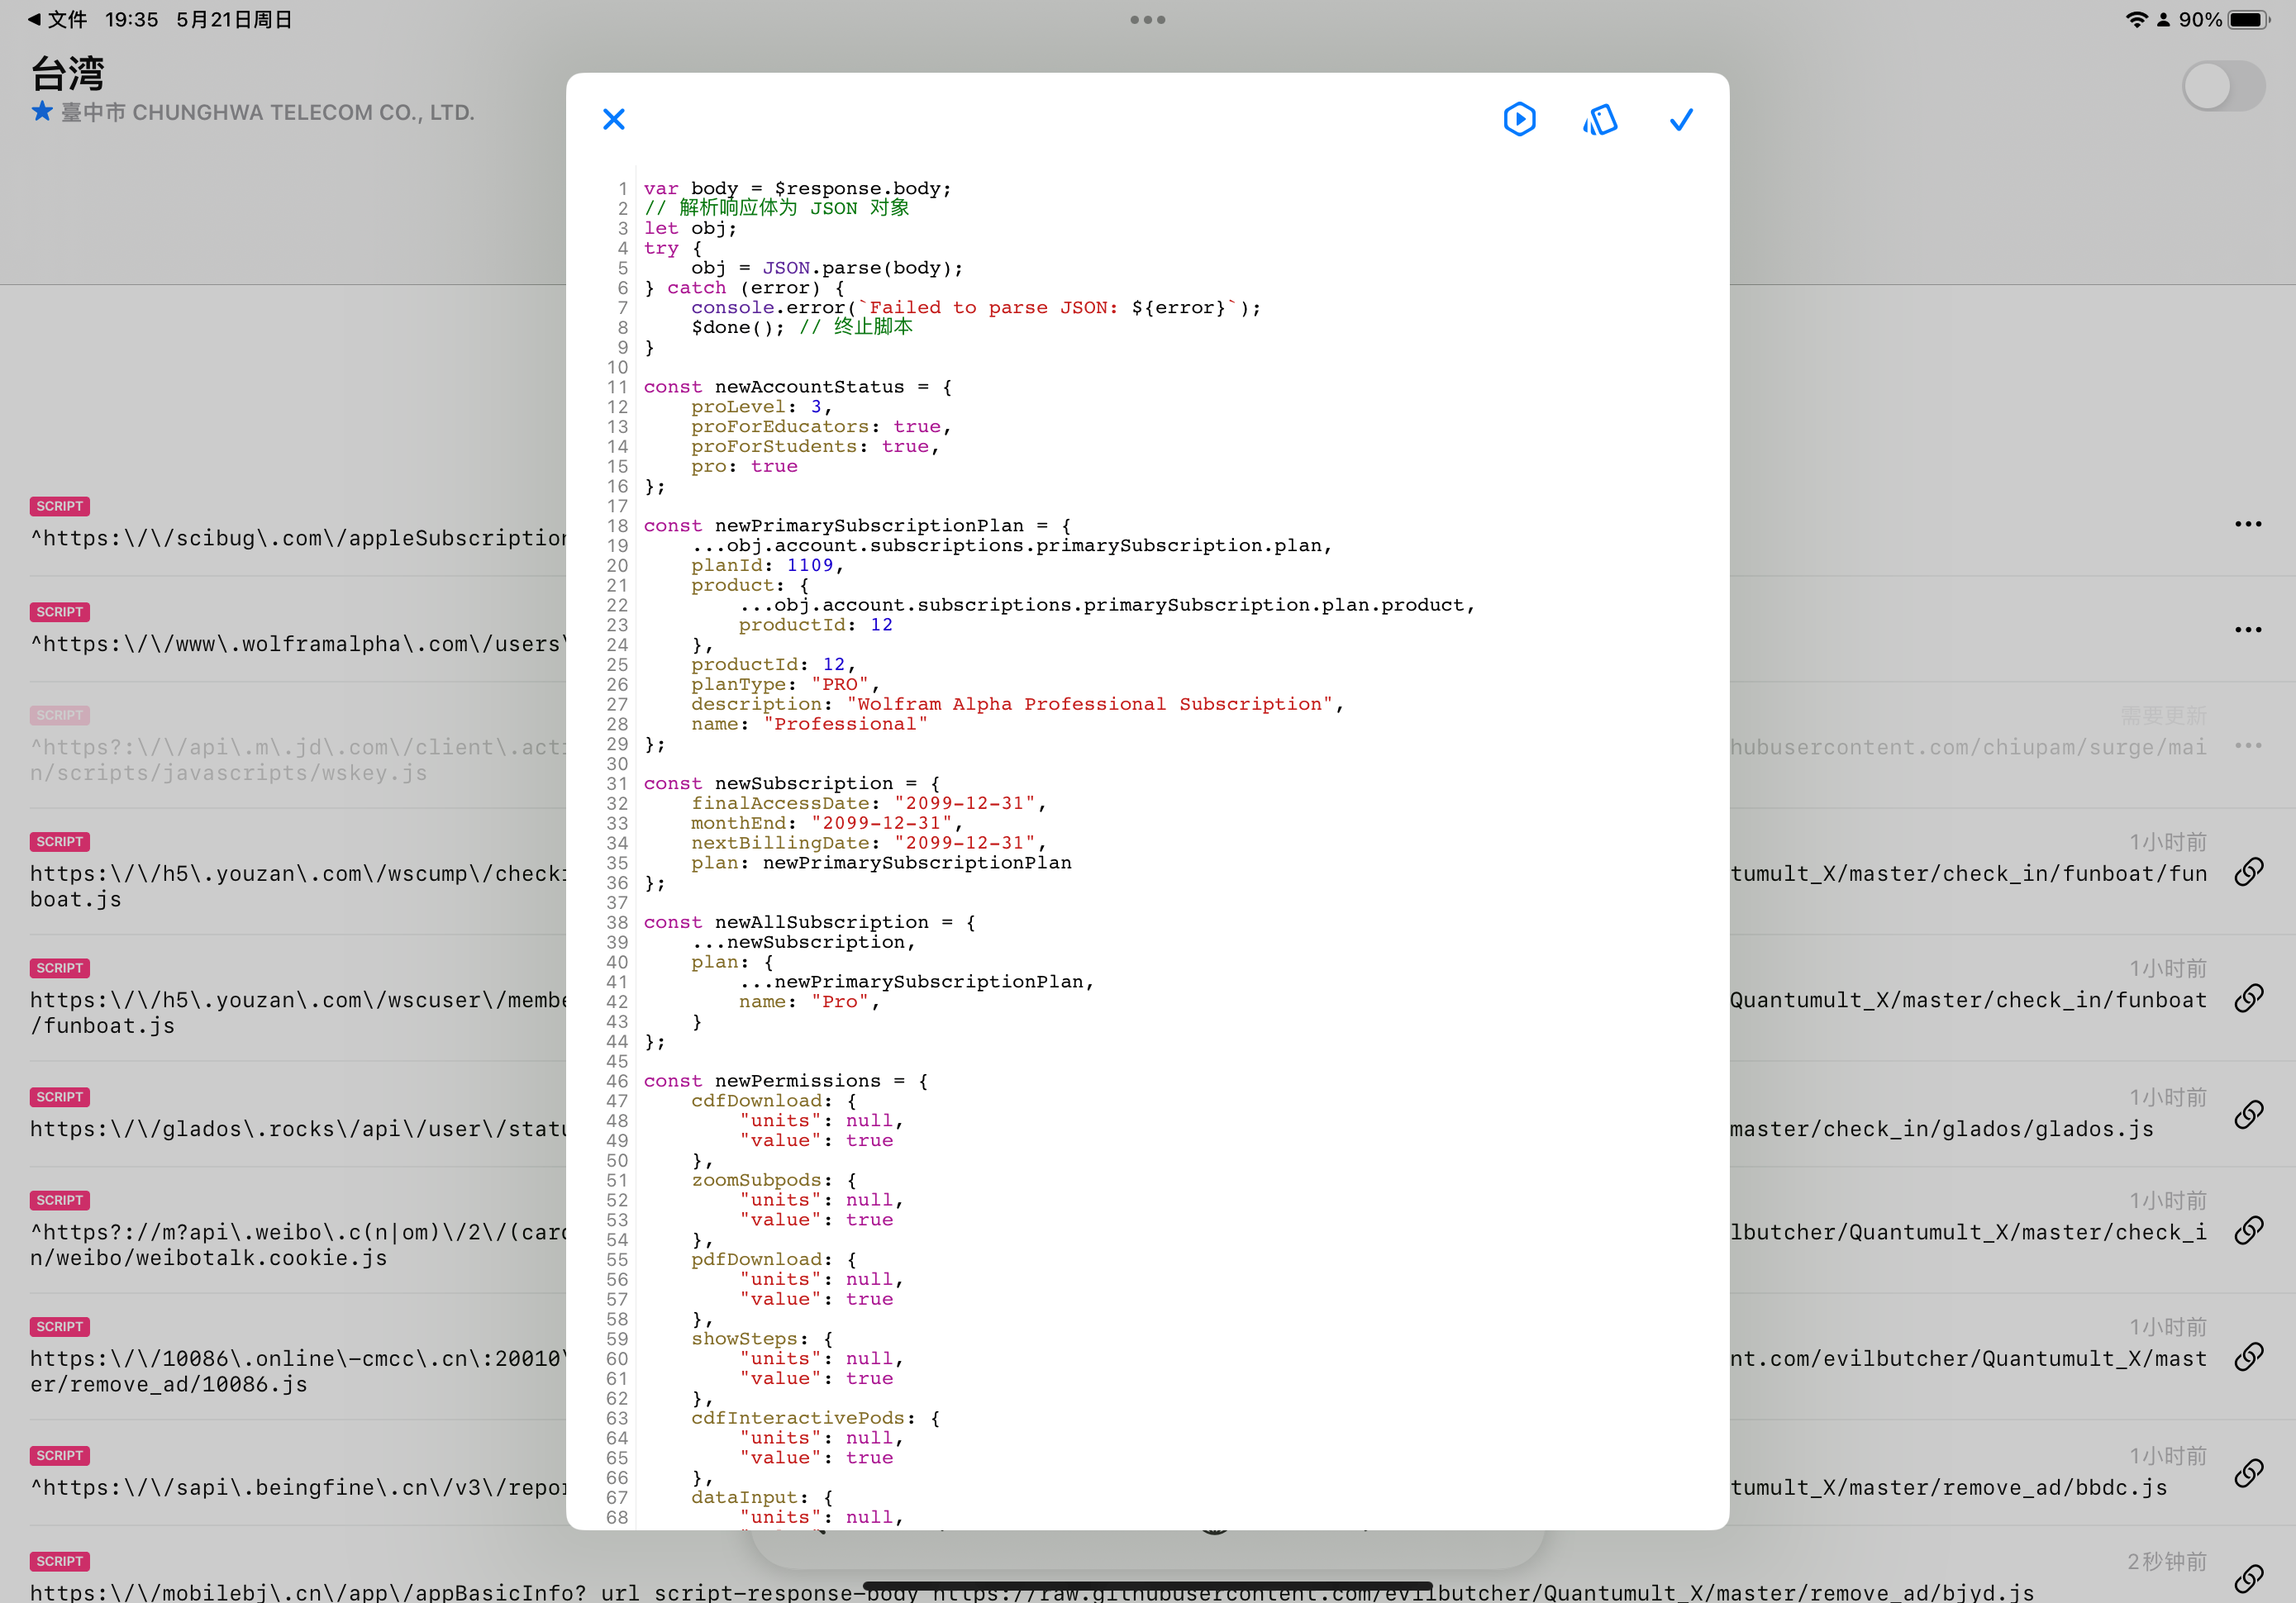 ◀ 文件 19:35 5月21日周日
90%
台湾
★ 臺中市 CHUNGHWA TELECOM CO., LTD.
1 var body = $response.body;
2 // 解析响应体为 JSON 对象
3 let obj;
4 try {
5     obj = JSON.parse(body);
6 } catch (error) {
7     console.error(`Failed to parse JSON: ${error}`);
8     $done(); // 终止脚本
9 }
10
11 const newAccountStatus = {
12     proLevel: 3,
13     proForEducators: true,
14     proForStudents: true,
15     pro: true
16 };
17
18 const newPrimarySubscriptionPlan = {
19     ...obj.account.subscriptions.primarySubscription.plan,
20     planId: 1109,
21     product: {
22         ...obj.account.subscriptions.primarySubscription.plan.product,
23         productId: 12
24     },
25     productId: 12,
26     planType: "PRO",
27     description: "Wolfram Alpha Professional Subscription",
28     name: "Professional"
29 };
30
31 const newSubscription = {
32     finalAccessDate: "2099-12-31",
33     monthEnd: "2099-12-31",
34     nextBillingDate: "2099-12-31",
35     plan: newPrimarySubscriptionPlan
36 };
37
38 const newAllSubscription = {
39     ...newSubscription,
40     plan: {
41         ...newPrimarySubscriptionPlan,
42         name: "Pro",
43     }
44 };
45
46 const newPermissions = {
47     cdfDownload: {
48         "units": null,
49         "value": true
50     },
51     zoomSubpods: {
52         "units": null,
53         "value": true
54     },
55     pdfDownload: {
56         "units": null,
57         "value": true
58     },
59     showSteps: {
60         "units": null,
61         "value": true
62     },
63     cdfInteractivePods: {
64         "units": null,
65         "value": true
66     },
67     dataInput: {
68         "units": null,
SCRIPT
^https:\/\/scibug\.com\/appleSubscription
SCRIPT
^https:\/\/www\.wolframalpha\.com\/users\
SCRIPT
需要更新
^https?:\/\/api\.m\.jd\.com\/client\.acti
hubusercontent.com/chiupam/surge/mai
n/scripts/javascripts/wskey.js
SCRIPT
1小时前
https:\/\/h5\.youzan\.com\/wscump\/checki
tumult_X/master/check_in/funboat/fun
boat.js
SCRIPT
1小时前
https:\/\/h5\.youzan\.com\/wscuser\/membe
Quantumult_X/master/check_in/funboat
/funboat.js
SCRIPT
1小时前
https:\/\/glados\.rocks\/api\/user\/statu
master/check_in/glados/glados.js
SCRIPT
1小时前
^https?://m?api\.weibo\.c(n|om)\/2\/(card
lbutcher/Quantumult_X/master/check_i
n/weibo/weibotalk.cookie.js
SCRIPT
1小时前
https:\/\/10086\.online\-cmcc\.cn\:20010\
nt.com/evilbutcher/Quantumult_X/mast
er/remove_ad/10086.js
SCRIPT
1小时前
^https:\/\/sapi\.beingfine\.cn\/v3\/repor
tumult_X/master/remove_ad/bbdc.js
SCRIPT
2秒钟前
https:\/\/mobilebj\.cn\/app\/appBasicInfo? url script-response-body https://raw.githubusercontent.com/evilbutcher/Quantumult_X/master/remove_ad/bjyd.js